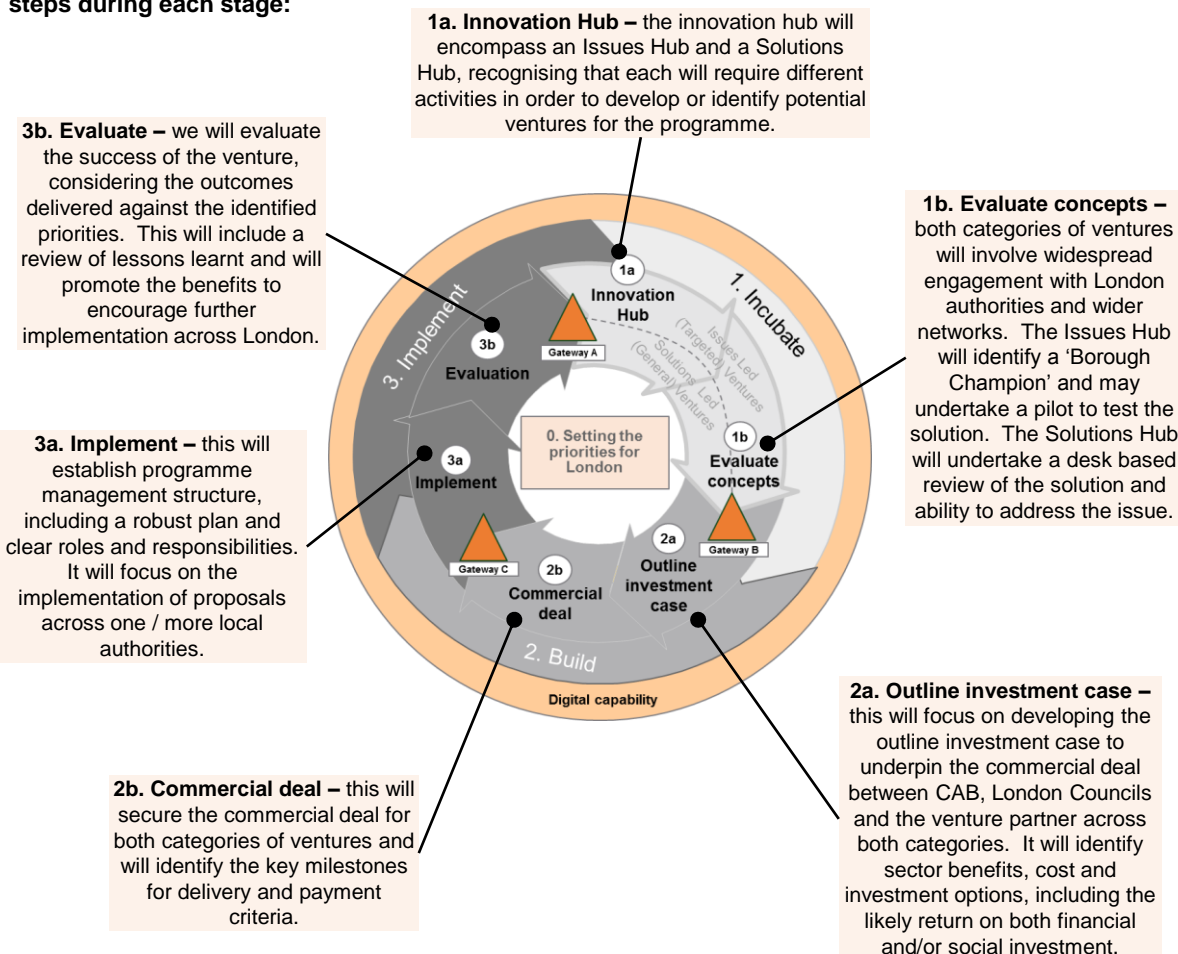 steps during each stage:
1a. Innovation Hub – the innovation hub will
encompass an Issues Hub and a Solutions
Hub, recognising that each will require different
activities in order to develop or identify potential
ventures for the programme.
3b. Evaluate – we will evaluate
the success of the venture,
considering the outcomes
delivered against the identified
priorities. This will include a
review of lessons learnt and will
promote the benefits to
encourage further
implementation across London.
1b. Evaluate concepts –
both categories of ventures
will involve widespread
engagement with London
authorities and wider
networks. The Issues Hub
will identify a ‘Borough
Champion’ and may
undertake a pilot to test the
solution. The Solutions Hub
will undertake a desk based
review of the solution and
ability to address the issue.
3a. Implement – this will
establish programme
management structure,
including a robust plan and
clear roles and responsibilities.
It will focus on the
implementation of proposals
across one / more local
authorities.
1a
Innovation
Hub
1. Incubate
Issues Led
(Targeted) Ventures
Solutions Led
(General) Ventures
Gateway A
3. Implement
3b
Evaluation
0. Setting the
priorities for
London
1b
Evaluate
concepts
3a
Implement
Gateway B
2a
Outline
investment
case
Gateway C
2b
Commercial
deal
2. Build
Digital capability
2b. Commercial deal – this will
secure the commercial deal for
both categories of ventures and
will identify the key milestones
for delivery and payment
criteria.
2a. Outline investment case –
this will focus on developing the
outline investment case to
underpin the commercial deal
between CAB, London Councils
and the venture partner across
both categories. It will identify
sector benefits, cost and
investment options, including the
likely return on both financial
and/or social investment.